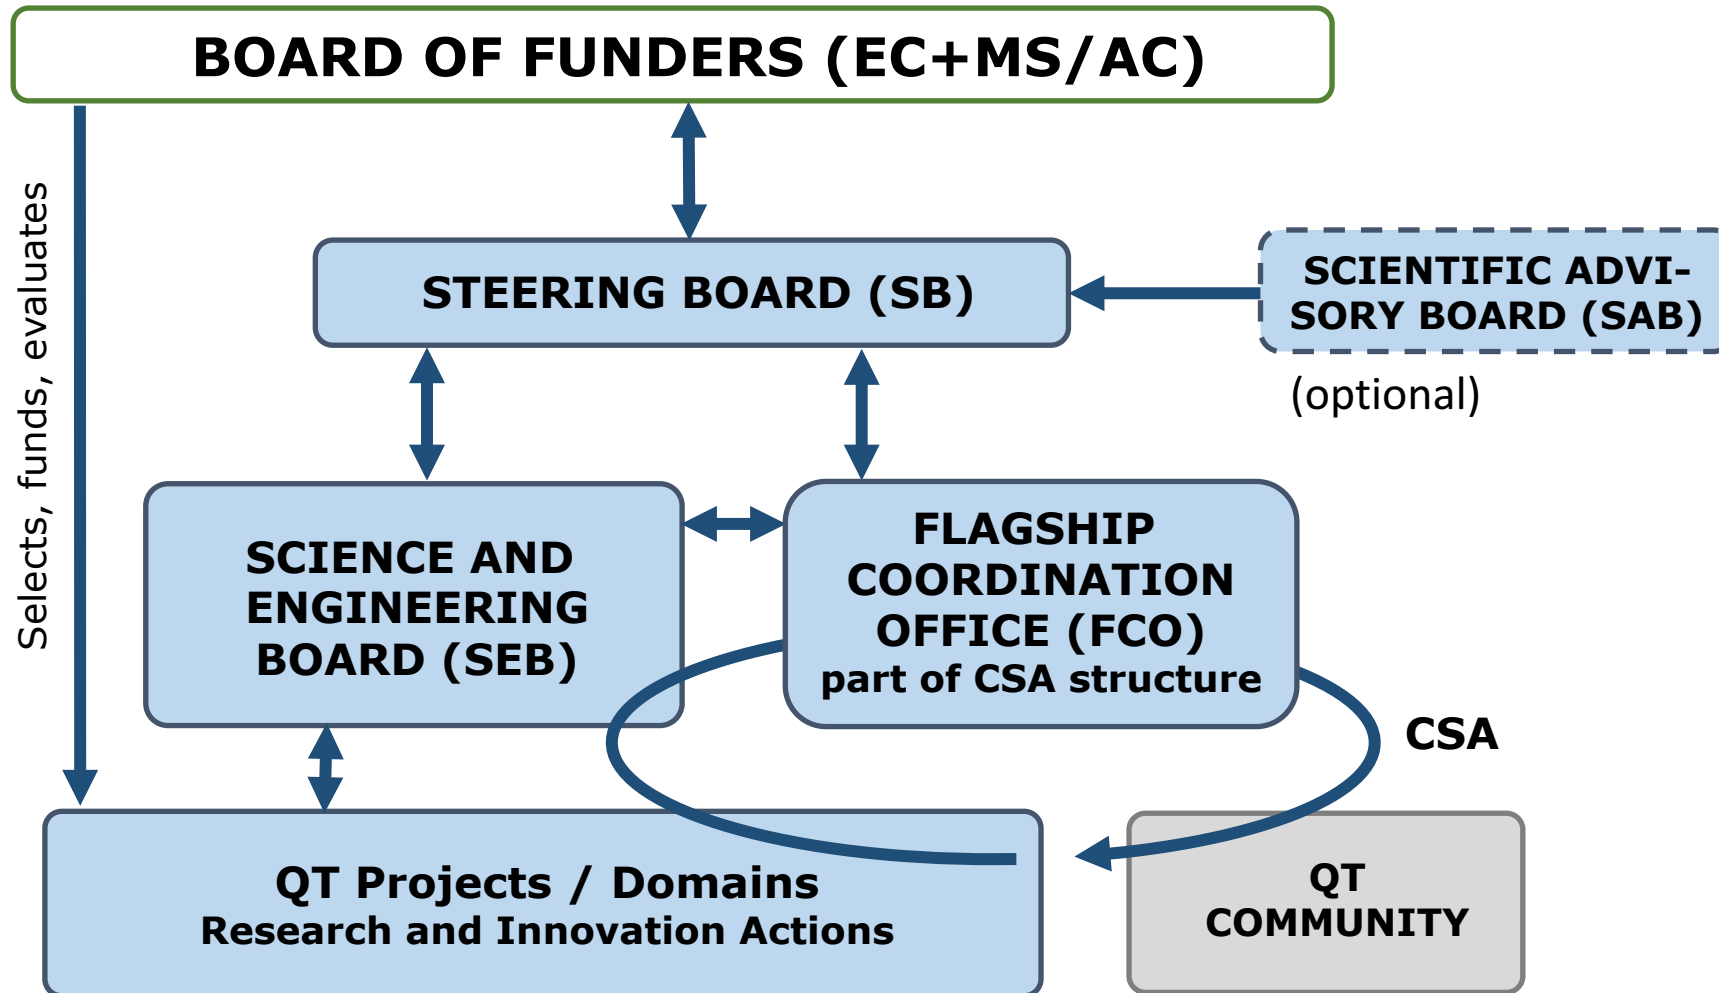 BOARD OF FUNDERS (EC+MS/AC)
Selects, funds, evaluates
STEERING BOARD (SB)
SCIENTIFIC ADVI-
SORY BOARD (SAB)
(optional)
SCIENCE AND
ENGINEERING
BOARD (SEB)
FLAGSHIP
COORDINATION
OFFICE (FCO)
part of CSA structure
CSA
QT Projects / Domains
Research and Innovation Actions
QT
COMMUNITY